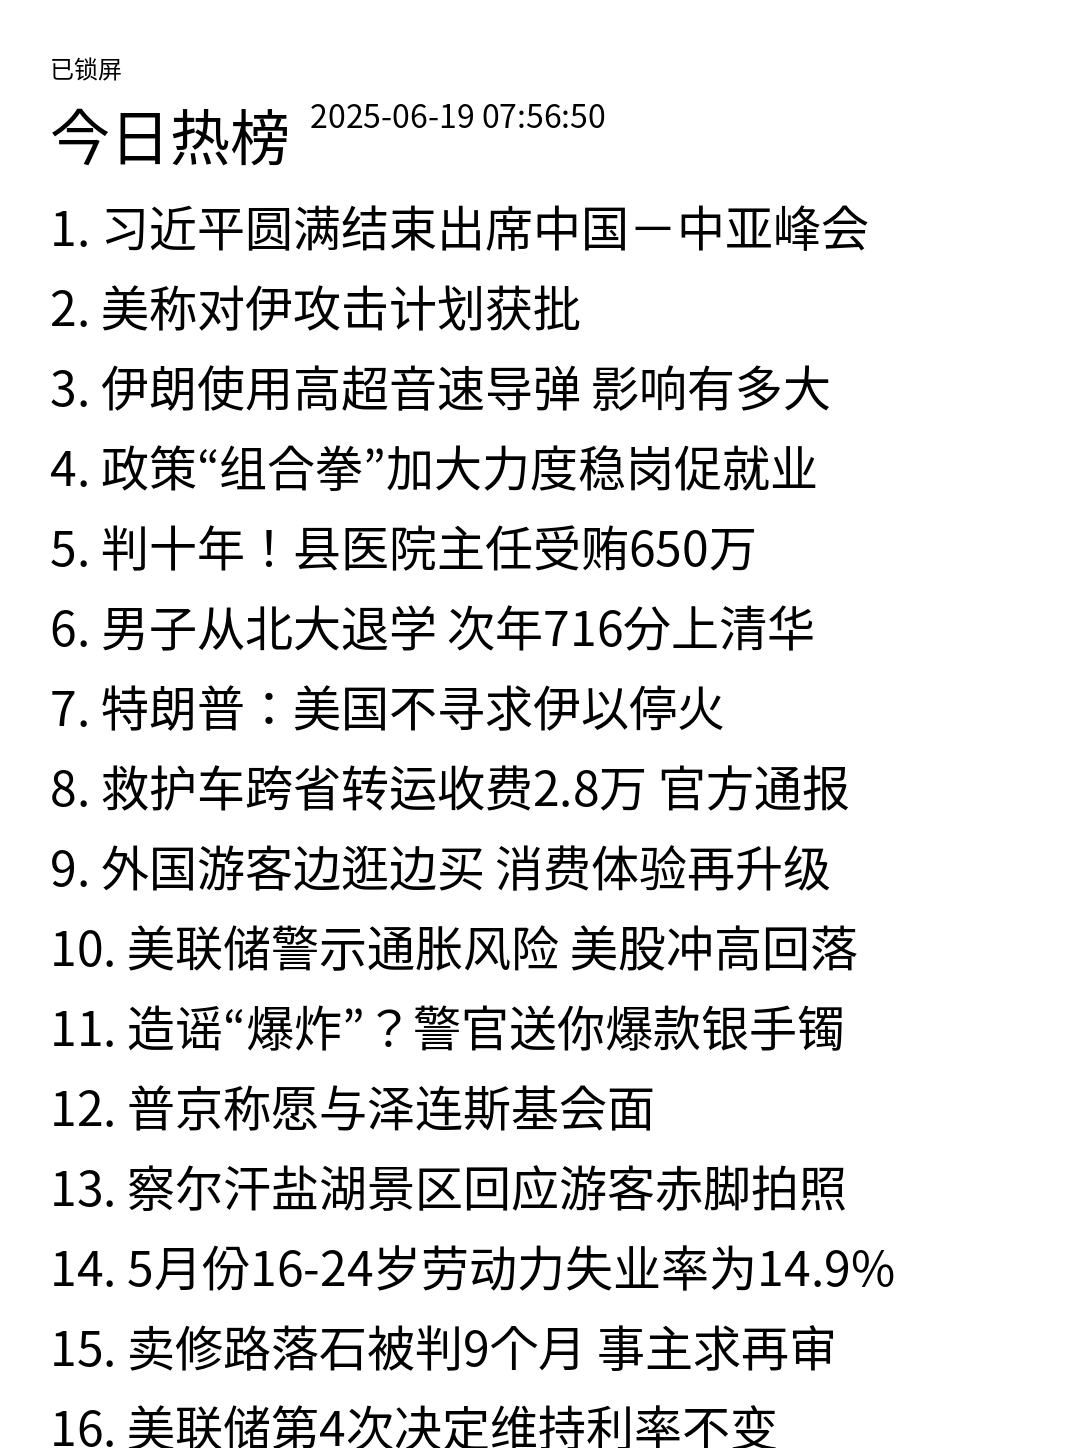 已锁屏
今日热榜 2025-06-19 07:56:50
1. 习近平圆满结束出席中国－中亚峰会
2. 美称对伊攻击计划获批
3. 伊朗使用高超音速导弹 影响有多大
4. 政策“组合拳”加大力度稳岗促就业
5. 判十年！县医院主任受贿650万
6. 男子从北大退学 次年716分上清华
7. 特朗普：美国不寻求伊以停火
8. 救护车跨省转运收费2.8万 官方通报
9. 外国游客边逛边买 消费体验再升级
10. 美联储警示通胀风险 美股冲高回落
11. 造谣“爆炸”？警官送你爆款银手镯
12. 普京称愿与泽连斯基会面
13. 察尔汗盐湖景区回应游客赤脚拍照
14. 5月份16-24岁劳动力失业率为14.9%
15. 卖修路落石被判9个月 事主求再审
16. 美联储第4次决定维持利率不变